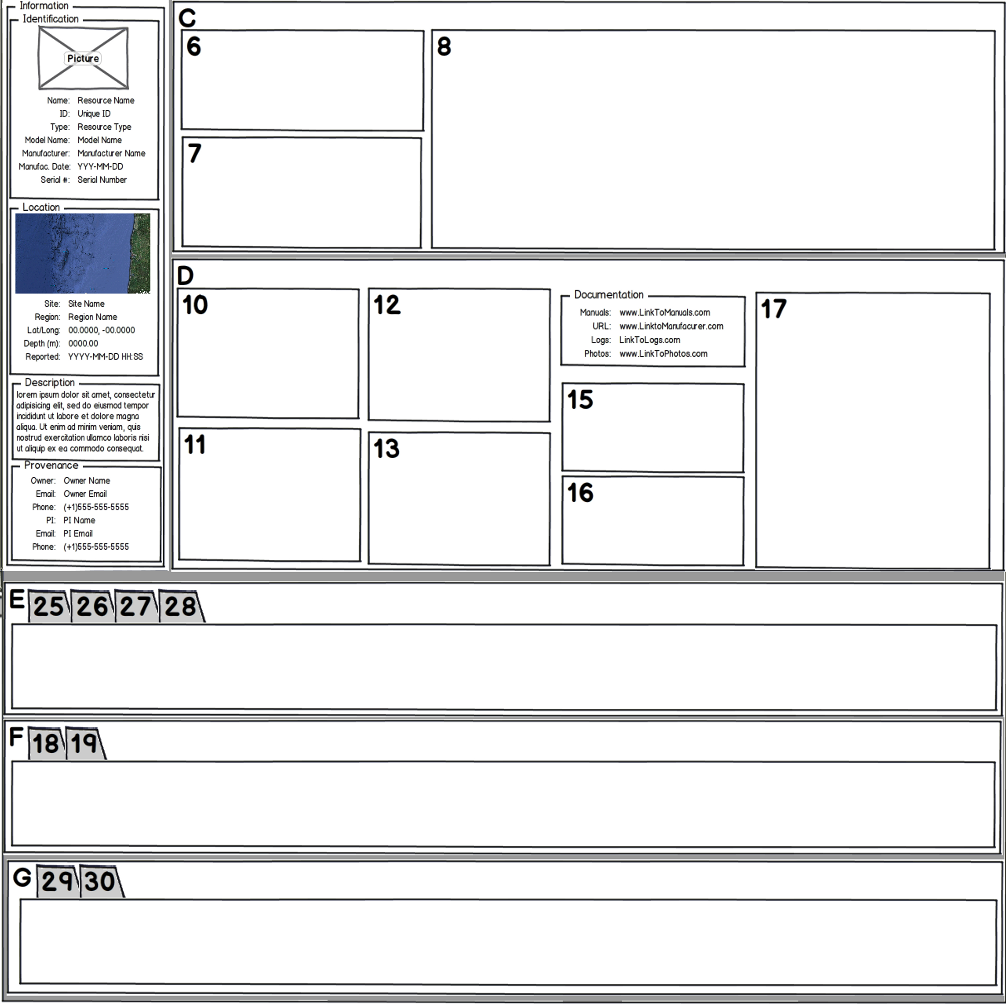 Information
Identification
Picture
Name: Resource Name
ID: Unique ID
Type: Resource Type
Model Name: Model Name
Manufacturer: Manufacturer Name
Manufac. Date: YYY-MM-DD
Serial #: Serial Number
Location
Site: Site Name
Region: Region Name
Lat/Long: 00.0000, -00.0000
Depth (m): 0000.00
Reported: YYYY-MM-DD HH:SS
Description
lorem ipsum dolor sit amet, consectetur
adipisicing elit, sed do eiusmod tempor
incididunt ut labore et dolore magna
aliqua. Ut enim ad minim veniam, quis
nostrud exercitation ullamco laboris nisi
ut aliquip ex ea commodo consequat.
Provenance
Owner: Owner Name
Email: Owner Email
Phone: (+1)555-555-5555
PI: PI Name
Email: PI Email
Phone: (+1)555-555-5555
C
6
8
7
D
10
12
Documentation
Manuals: www.LinkToManuals.com
URL: www.LinktoManufacurer.com
Logs: LinkToLogs.com
Photos: www.LinkToPhotos.com
17
15
11
13
16
E 25 26 27 28
F 18 19
G 29 30